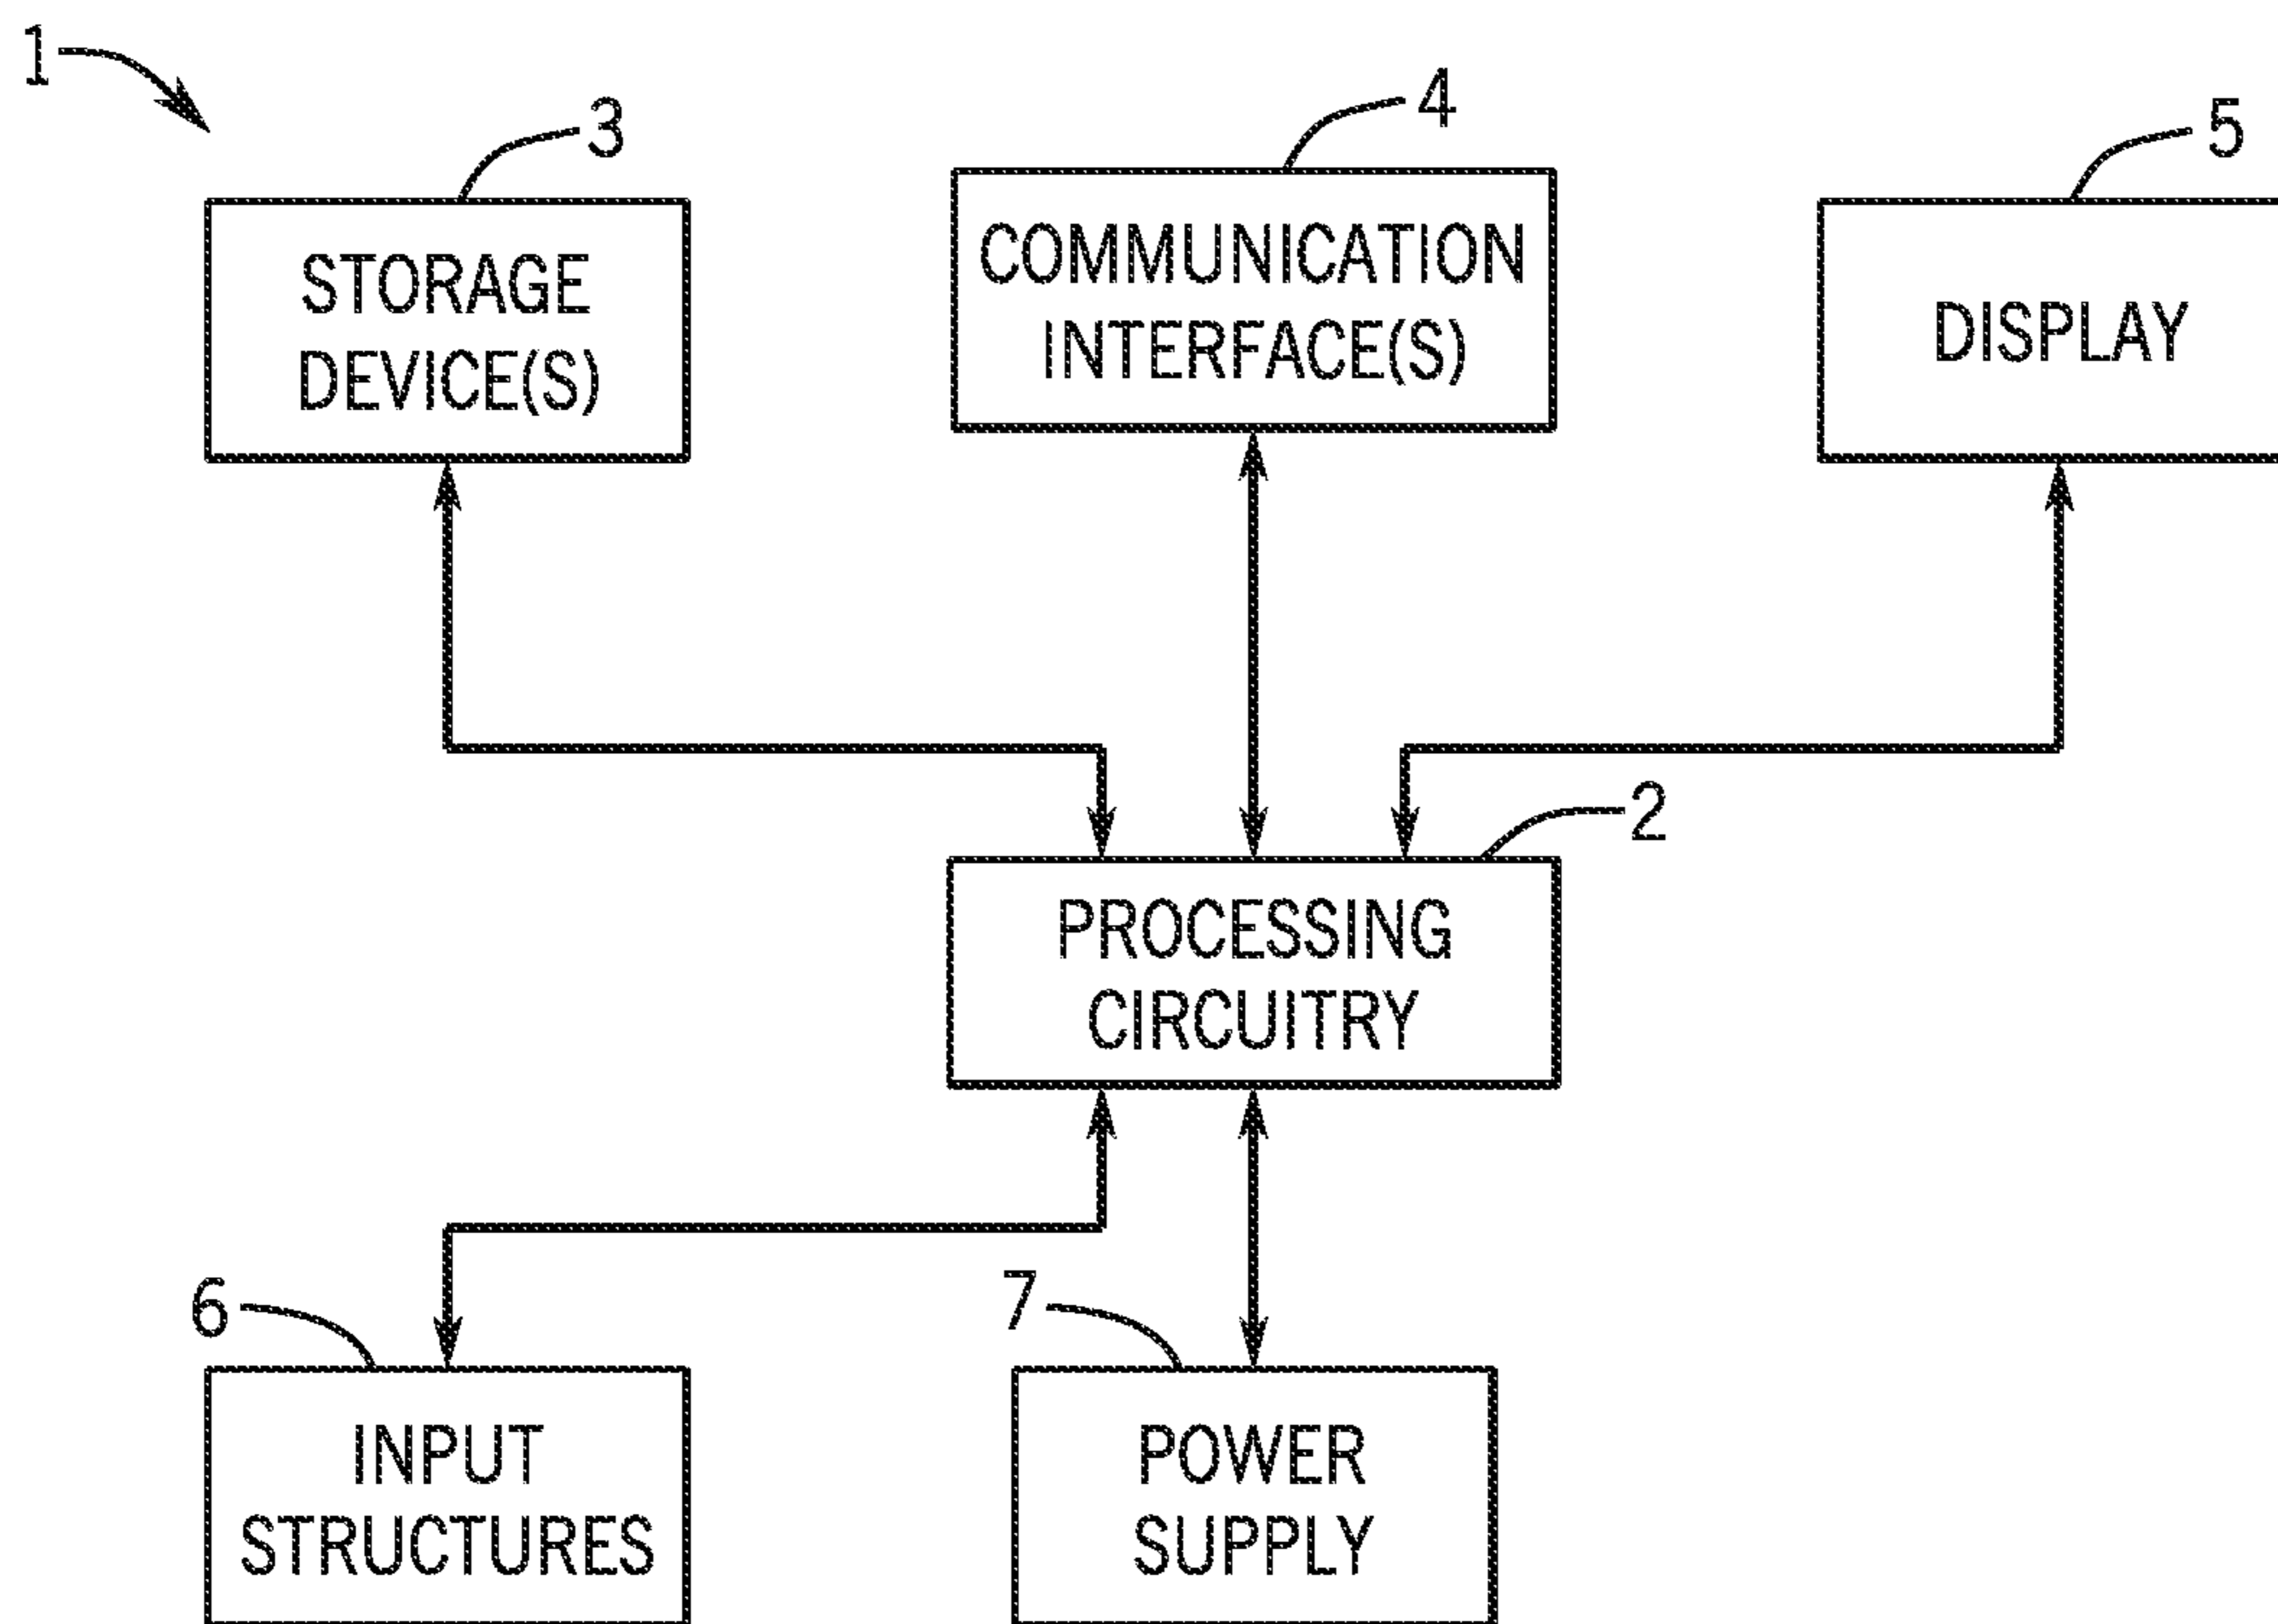 1
3
4
5
STORAGE
DEVICE(S)
COMMUNICATION
INTERFACE(S)
DISPLAY
2
PROCESSING
CIRCUITRY
6
7
INPUT
STRUCTURES
POWER
SUPPLY